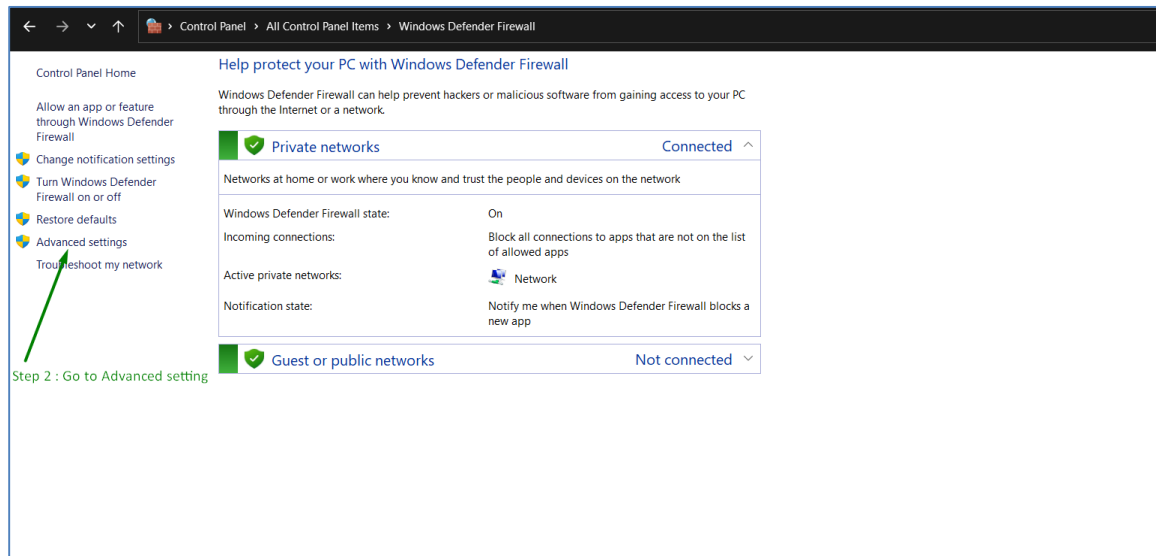 Control Panel > All Control Panel Items > Windows Defender Firewall
Control Panel Home
Allow an app or feature
through Windows Defender
Firewall
Change notification settings
Turn Windows Defender
Firewall on or off
Restore defaults
Advanced settings
Troubleshoot my network
Step 2 : Go to Advanced setting
Help protect your PC with Windows Defender Firewall
Windows Defender Firewall can help prevent hackers or malicious software from gaining access to your PC
through the Internet or a network.
Private networks Connected
Networks at home or work where you know and trust the people and devices on the network
Windows Defender Firewall state: On
Incoming connections: Block all connections to apps that are not on the list
of allowed apps
Active private networks: Network
Notification state: Notify me when Windows Defender Firewall blocks a
new app
Guest or public networks Not connected